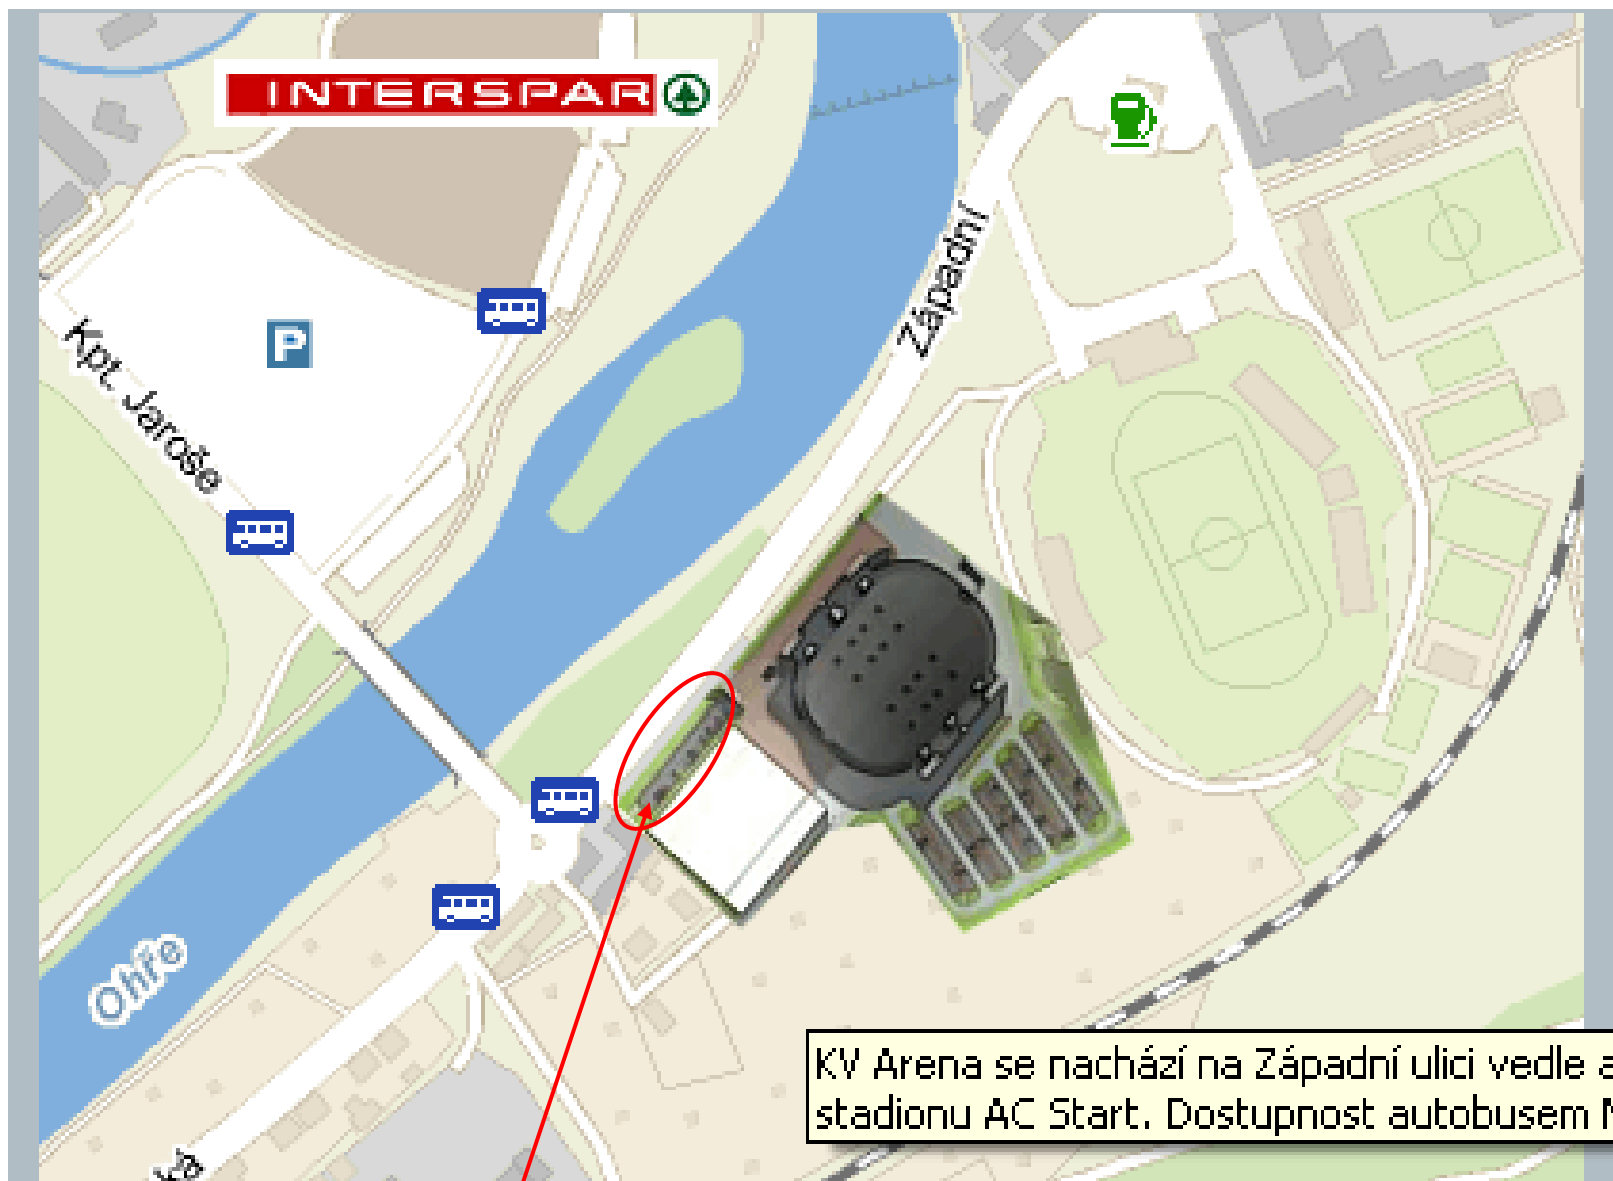 INTERSPAR
Západní
P
Kpt. Jaroše
Ohře
KV Arena se nachází na Západní ulici vedle
stadionu AC Start. Dostupnost autobusem